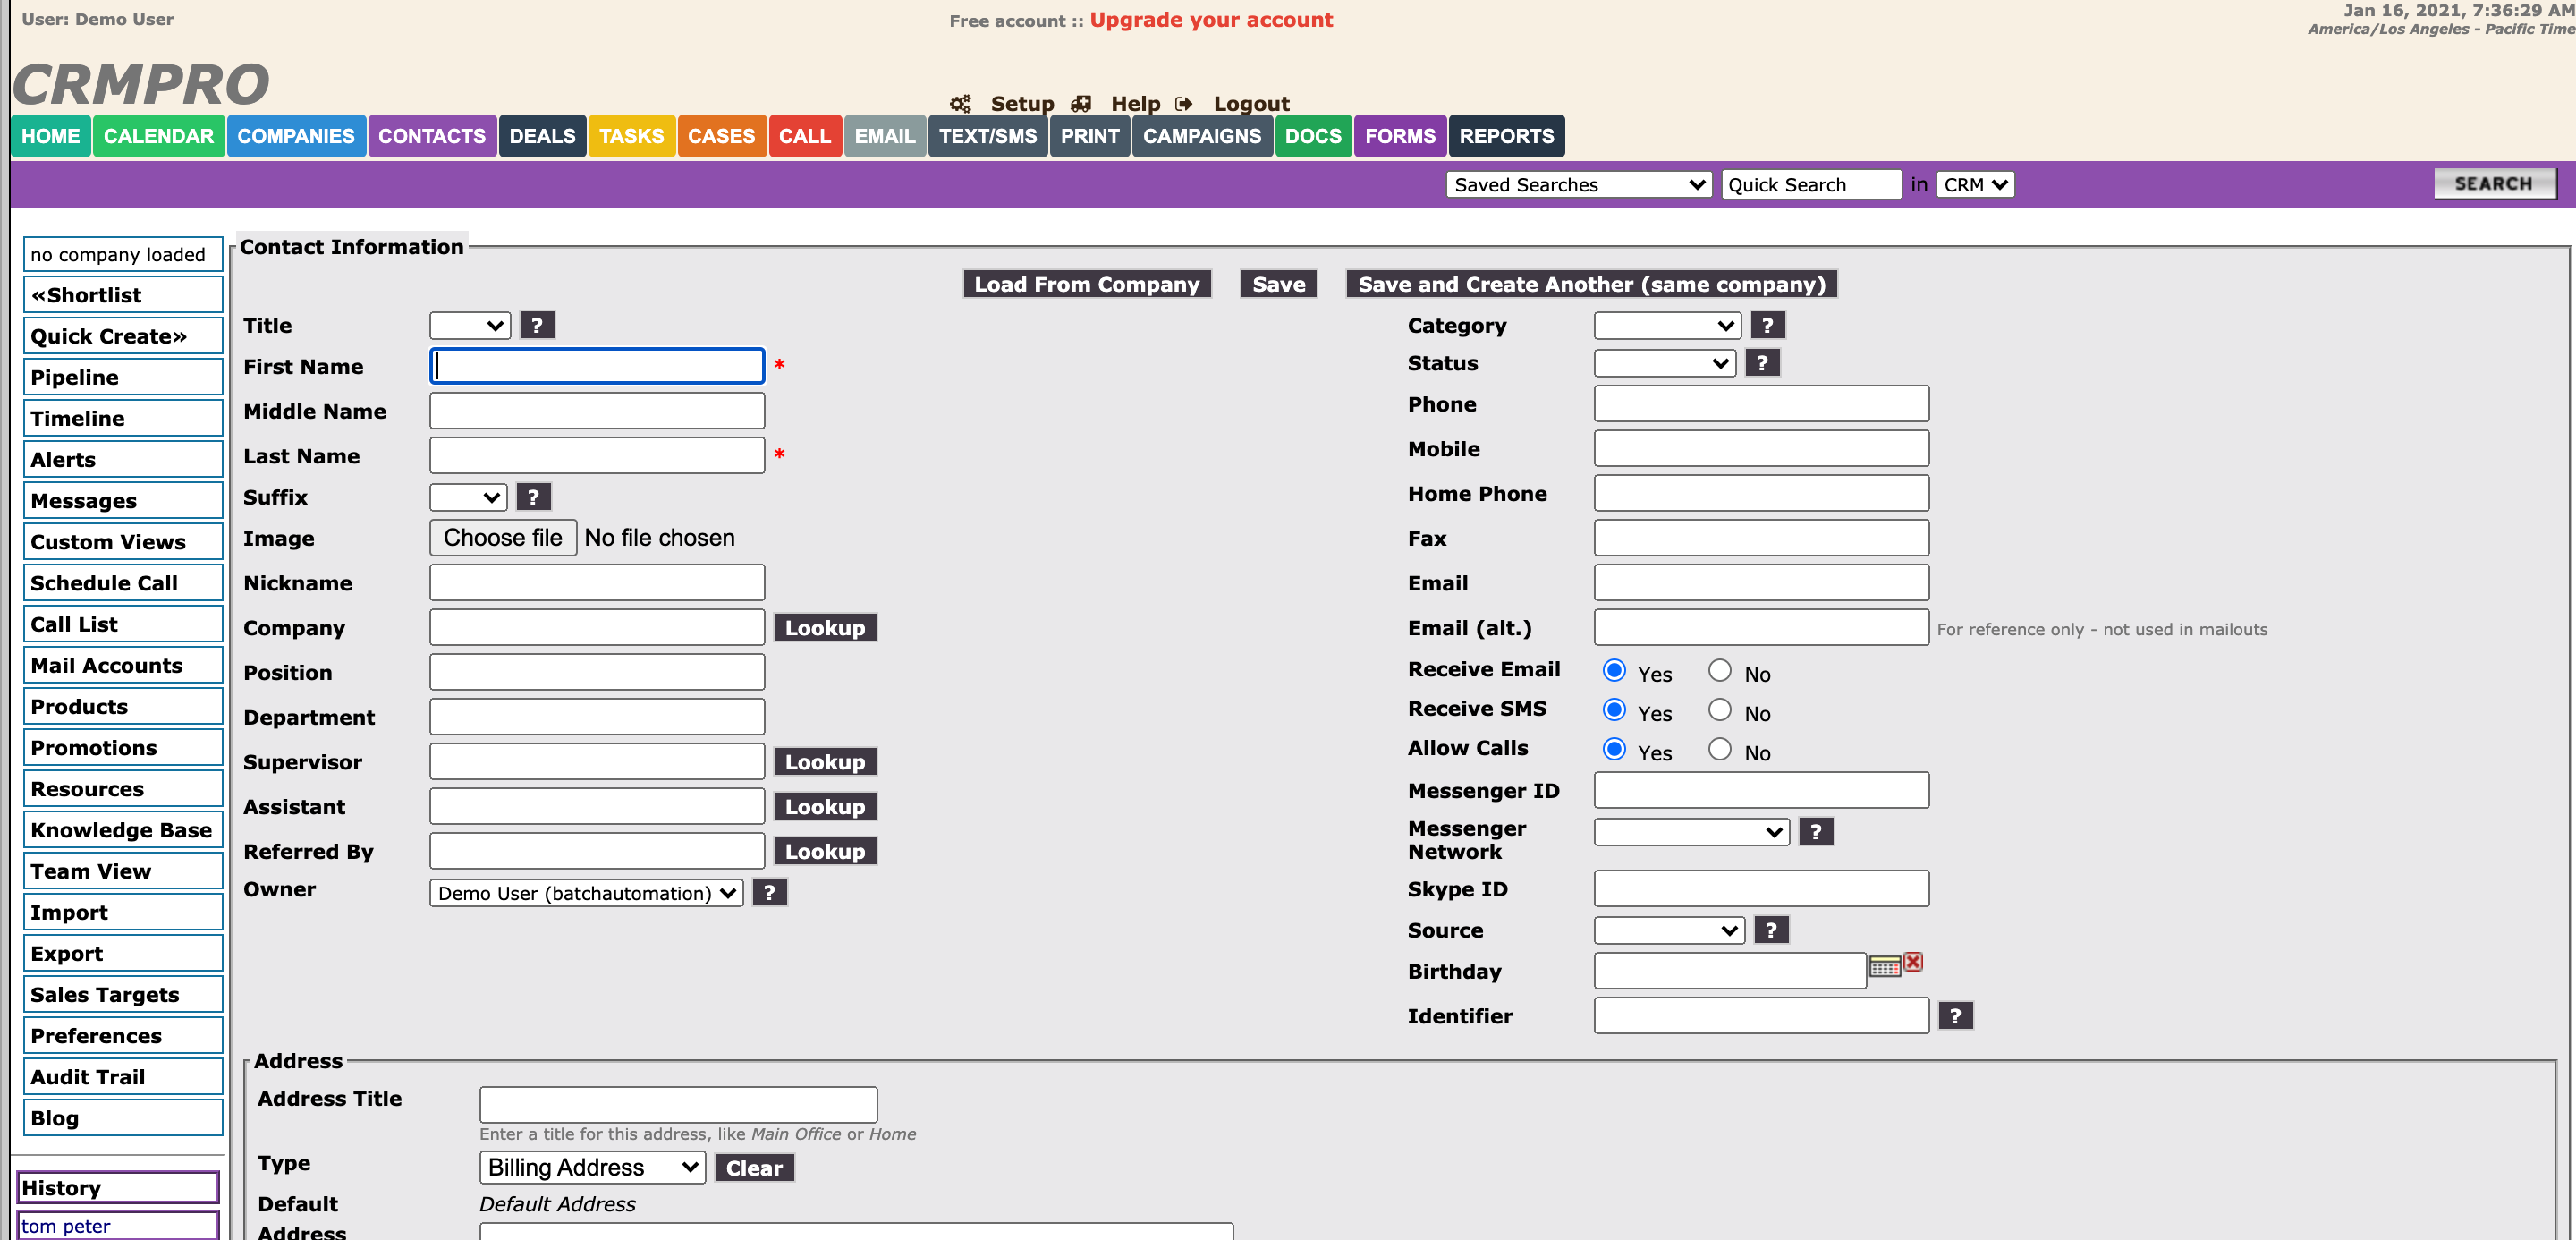 User: Demo User
Free account :: Upgrade your account
Jan 16, 2021, 7:36:29 AM
America/Los Angeles - Pacific Time
CRMPRO
Setup Help Logout
HOME CALENDAR COMPANIES CONTACTS DEALS TASKS CASES CALL EMAIL TEXT/SMS PRINT CAMPAIGNS DOCS FORMS REPORTS
Saved Searches Quick Search in CRM SEARCH
no company loaded
«Shortlist
Quick Create»
Pipeline
Timeline
Alerts
Messages
Custom Views
Schedule Call
Call List
Mail Accounts
Products
Promotions
Resources
Knowledge Base
Team View
Import
Export
Sales Targets
Preferences
Audit Trail
Blog
History
tom peter
Contact Information
Load From Company Save Save and Create Another (same company)
Title ?
First Name *
Middle Name
Last Name *
Suffix ?
Image Choose file No file chosen
Nickname
Company Lookup
Position
Department
Supervisor Lookup
Assistant Lookup
Referred By Lookup
Owner Demo User (batchautomation) ?
Category ?
Status ?
Phone
Mobile
Home Phone
Fax
Email
Email (alt.) For reference only - not used in mailouts
Receive Email Yes No
Receive SMS Yes No
Allow Calls Yes No
Messenger ID
Messenger
Network ?
Skype ID
Source ?
Birthday
Identifier ?
Address
Address Title
Enter a title for this address, like Main Office or Home
Type Billing Address Clear
Default Default Address
Address